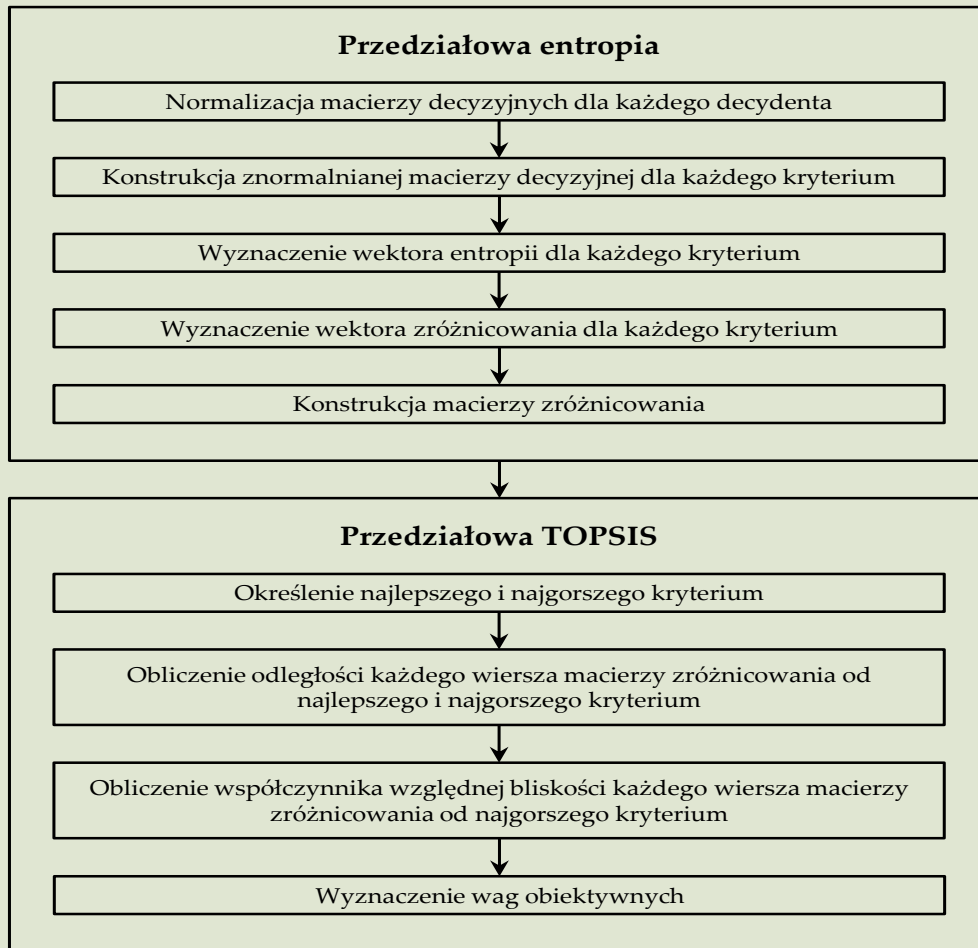 Przedziałowa entropia
Normalizacja macierzy decyzyjnych dla każdego decydenta
Konstrukcja znormalnianej macierzy decyzyjnej dla każdego kryterium
Wyznaczenie wektora entropii dla każdego kryterium
Wyznaczenie wektora zróżnicowania dla każdego kryterium
Konstrukcja macierzy zróżnicowania
Przedziałowa TOPSIS
Określenie najlepszego i najgorszego kryterium
Obliczenie odległości każdego wiersza macierzy zróżnicowania od
najlepszego i najgorszego kryterium
Obliczenie współczynnika względnej bliskości każdego wiersza macierzy
zróżnicowania od najgorszego kryterium
Wyznaczenie wag obiektywnych